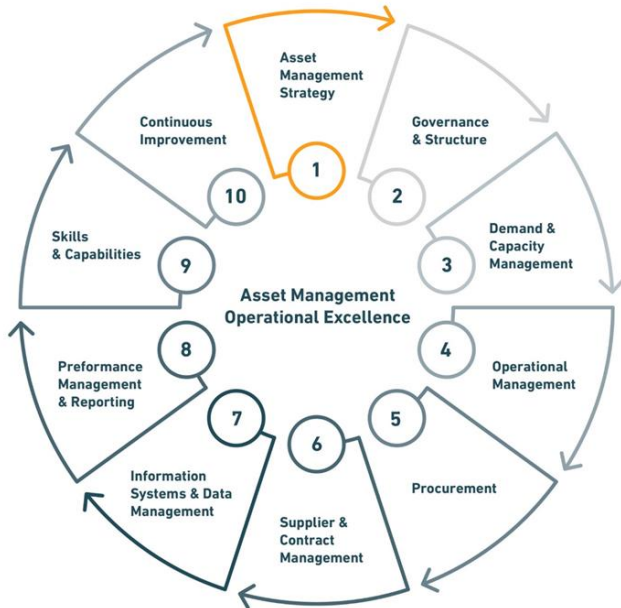 Asset
Management
Strategy
1
Governance
& Structure
2
Demand &
Capacity
Management
3
Operational
Management
4
Procurement
5
Supplier &
Contract
Management
6
Information
Systems & Data
Management
7
Preformance
Management
& Reporting
8
Skills
& Capabilities
9
Continuous
Improvement
10
Asset Management
Operational Excellence